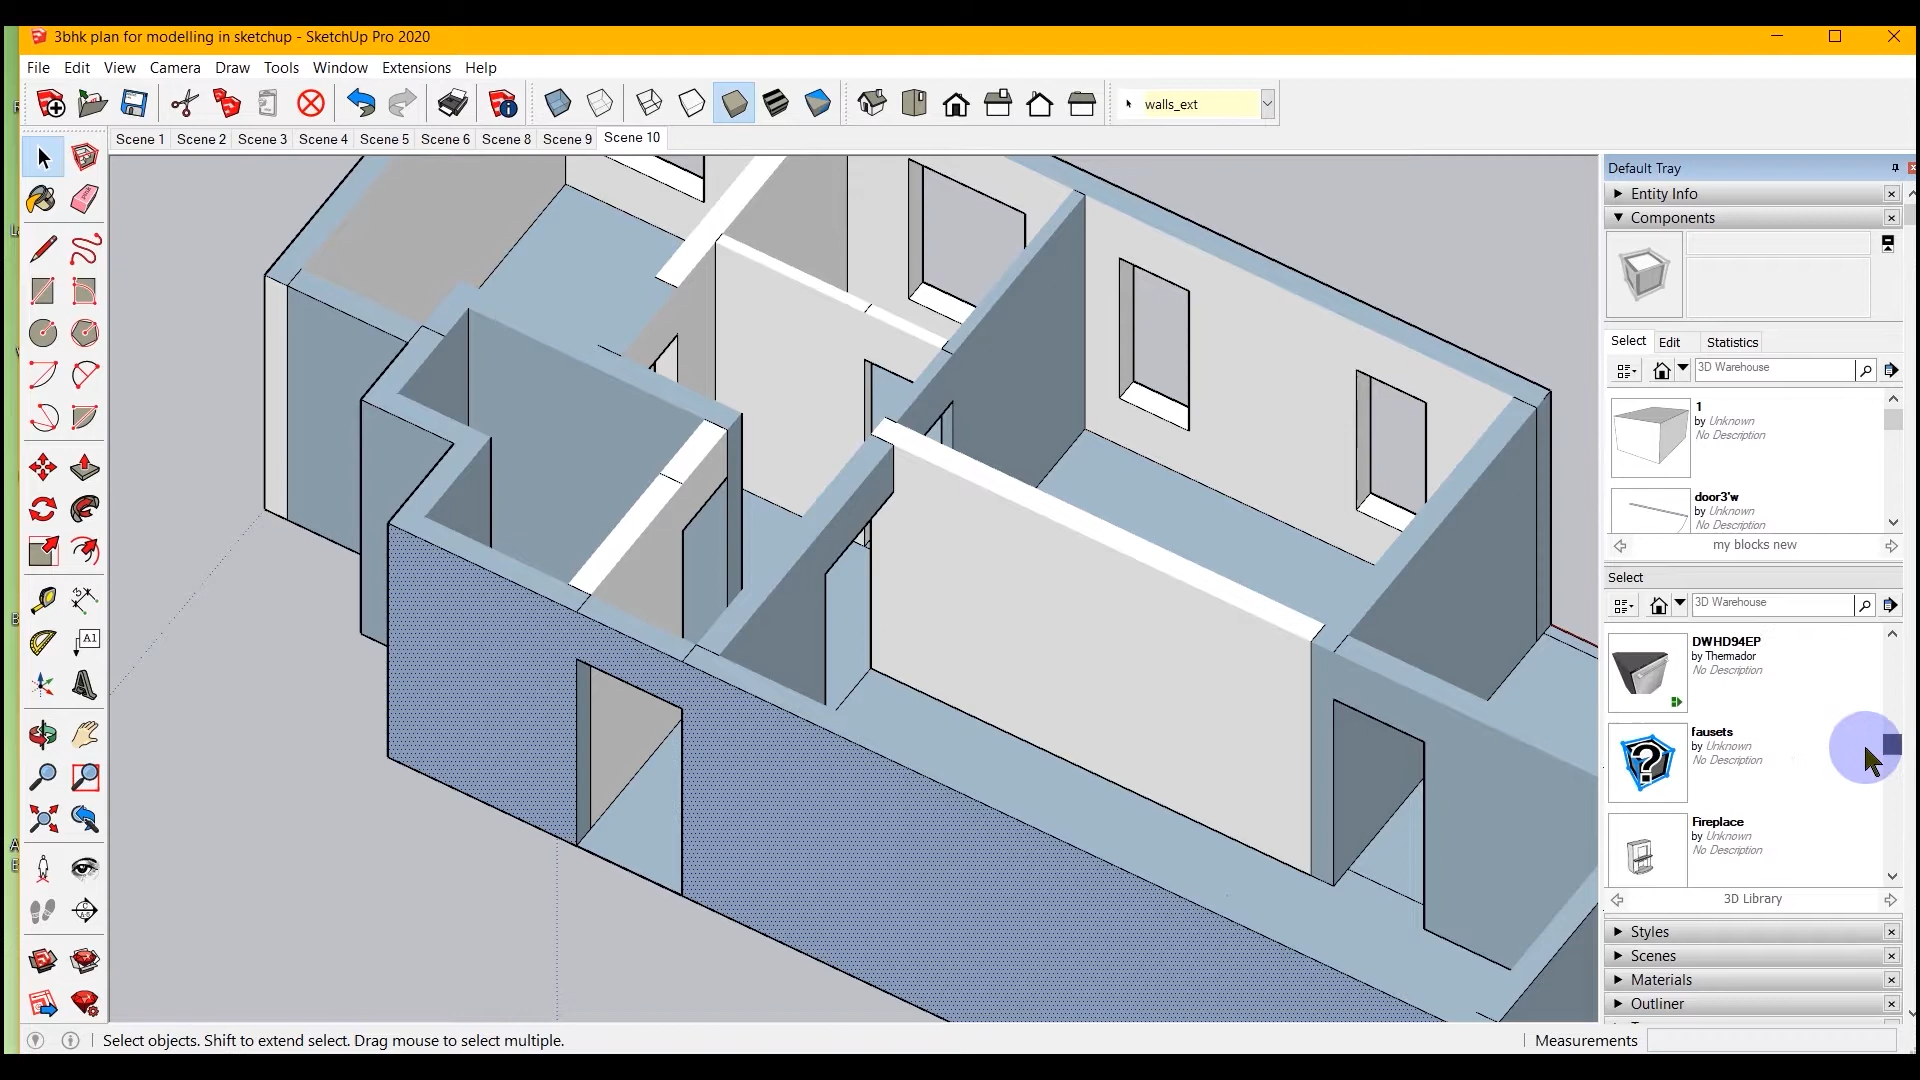 3bhk plan for modelling in sketchup - SketchUp Pro 2020
File Edit View Camera Draw Tools Window Extensions Help
walls_ext
Scene 1 Scene 2 Scene 3 Scene 4 Scene 5 Scene 6 Scene 8 Scene 9 Scene 10
Default Tray
Entity Info
Components
Select Edit Statistics
3D Warehouse
1
by Unknown
No Description
door3'w
by Unknown
No Description
my blocks new
Select
3D Warehouse
DWHD94EP
by Themador
No Description
fausets
by Unknown
No Description
Fireplace
by Unknown
No Description
3D Library
Styles
Scenes
Materials
Outliner
A1
Select objects. Shift to extend select. Drag mouse to select multiple.
Measurements